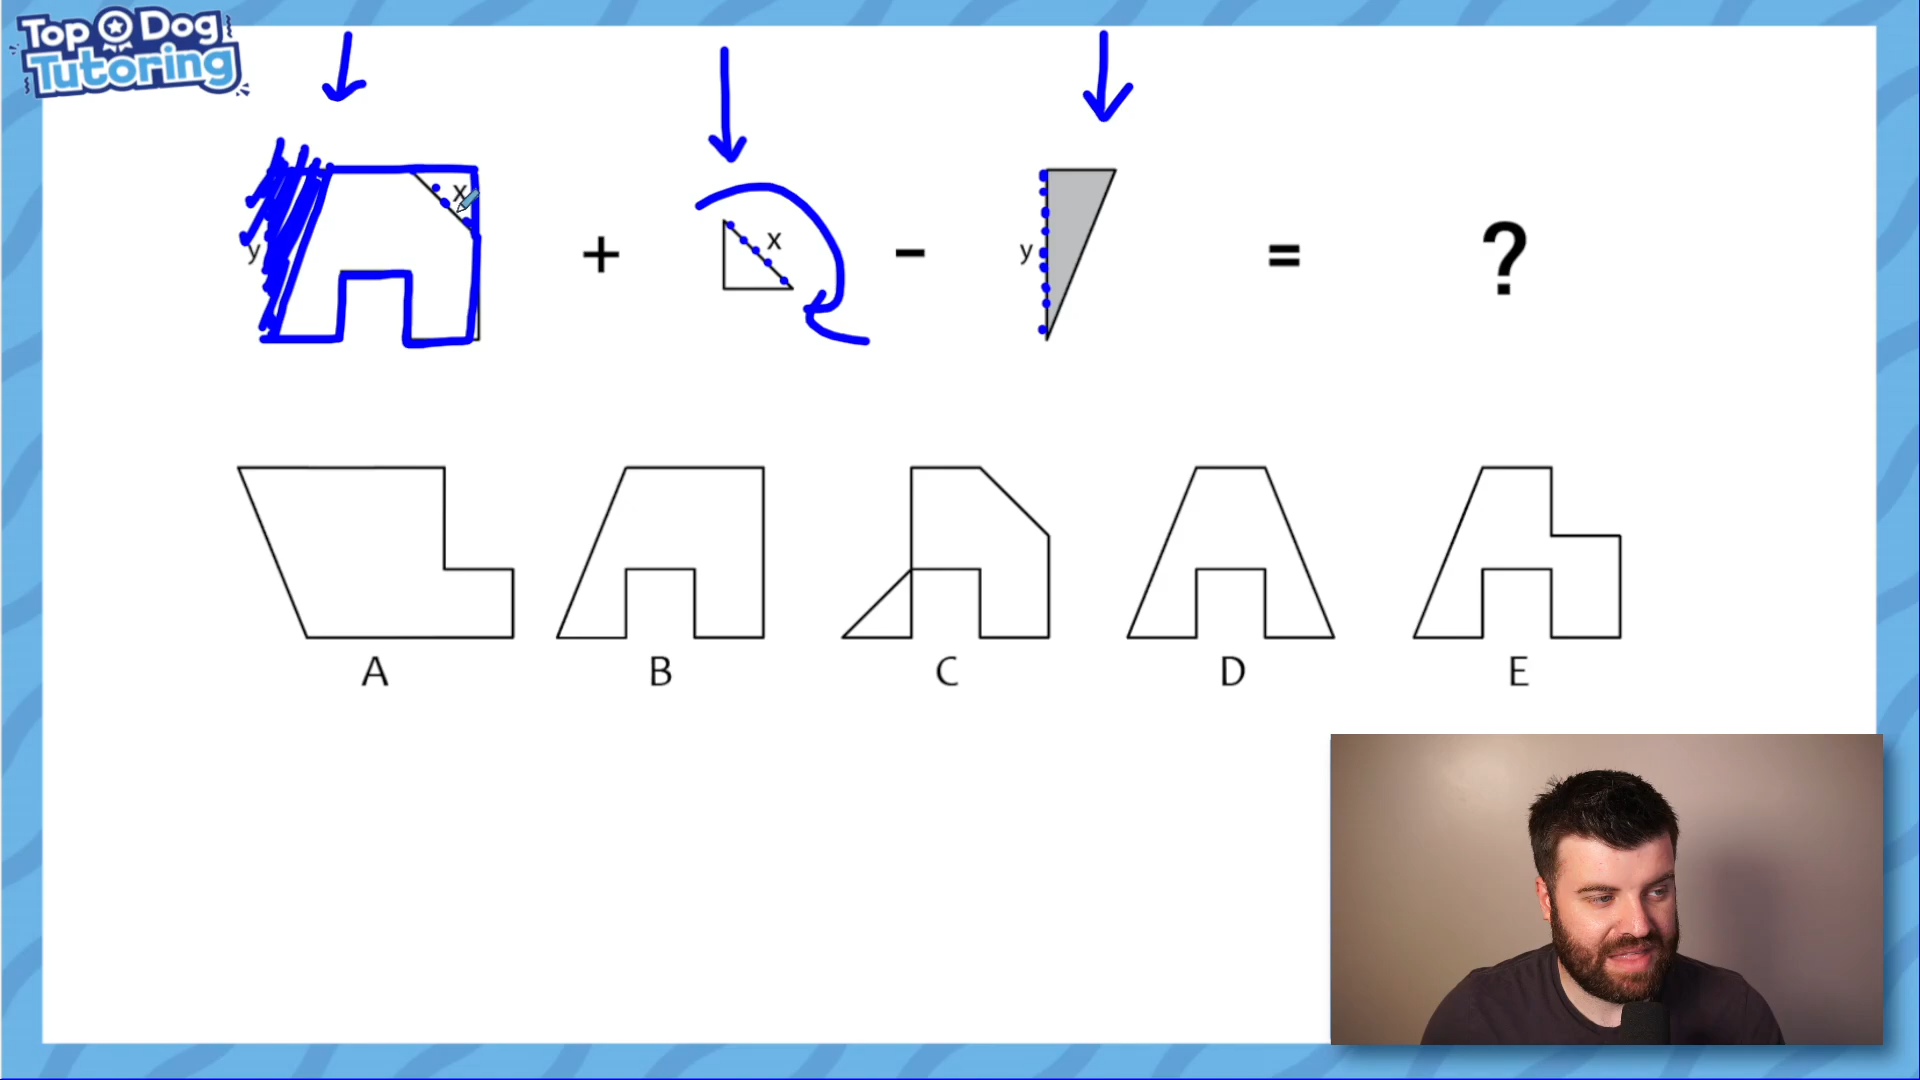 Top Dog
Tutoring
y x + x - y = ?
A B C D E